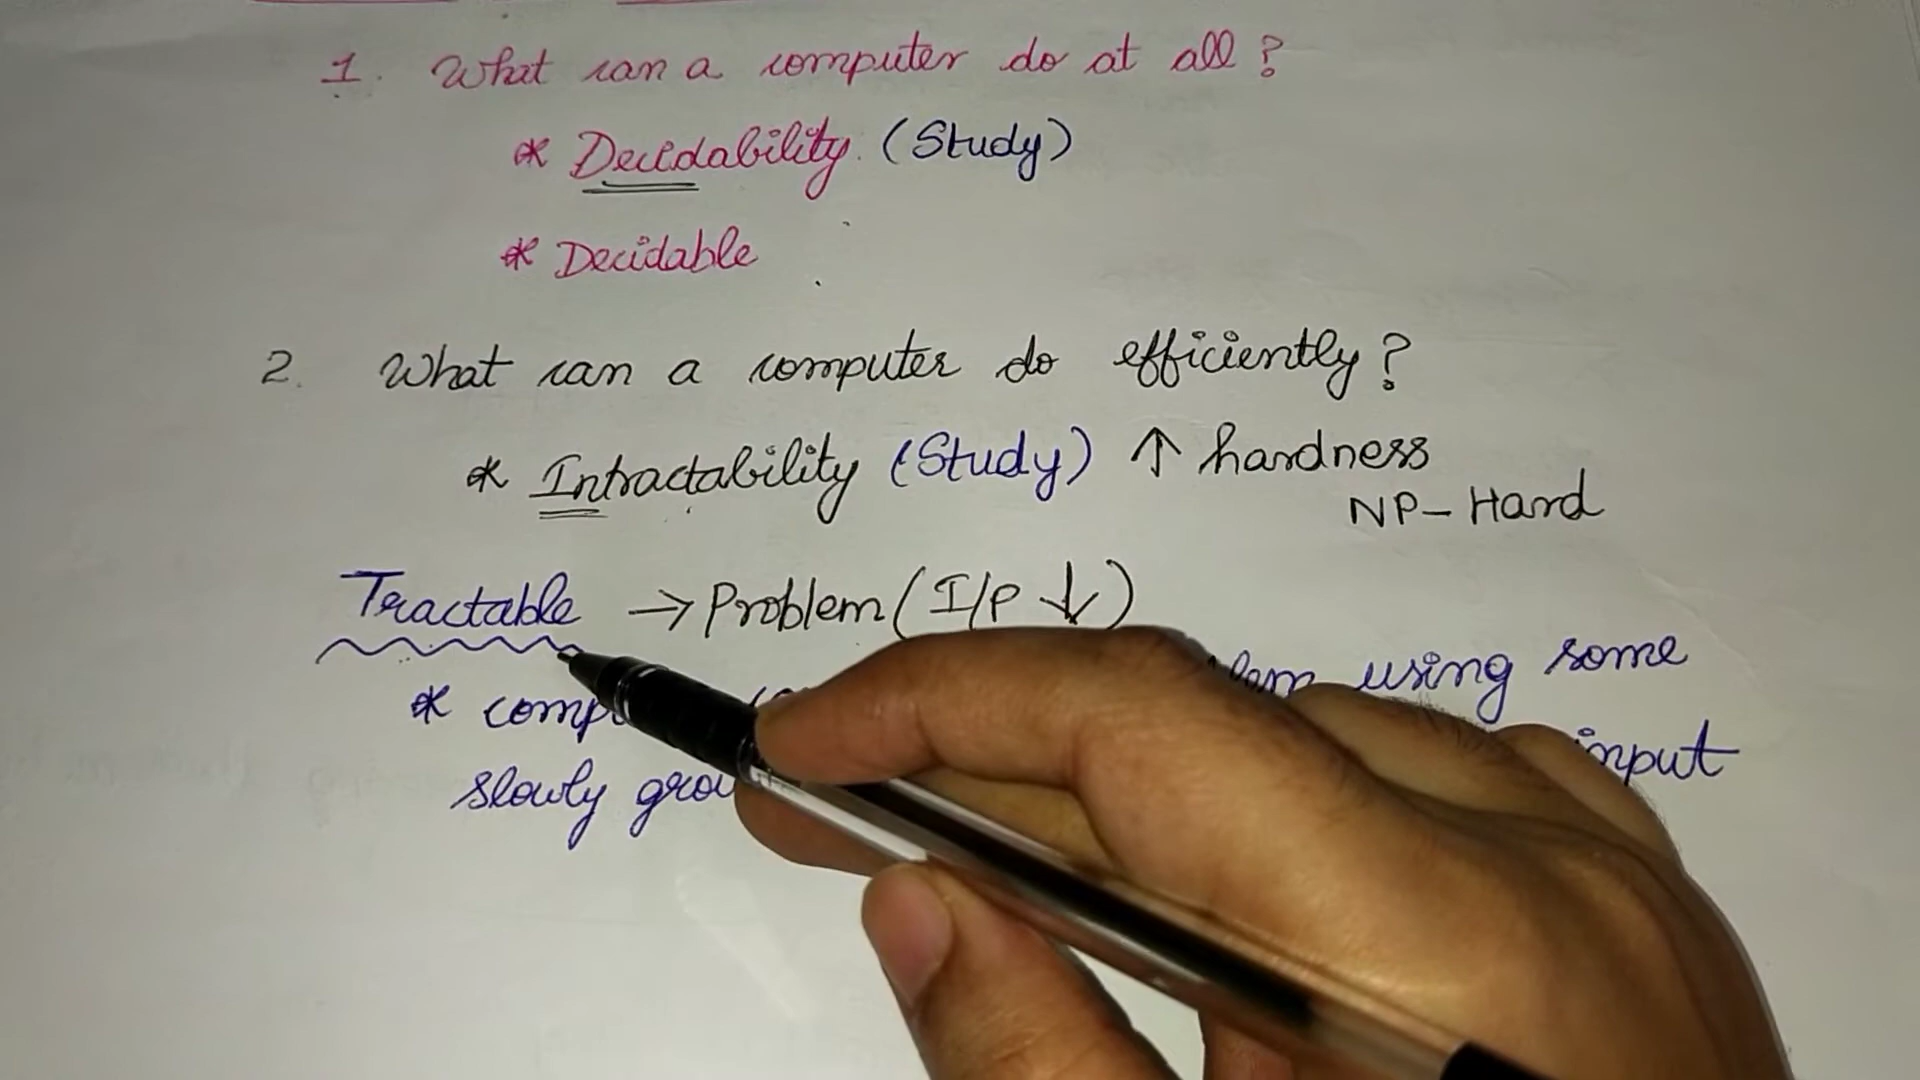 1. What can a computer do at all?
* Decidability. (Study)
* Decidable
2. What can a computer do efficiently?
* Intractability (Study) ↑ hardness
NP-Hard
Tractable → Problem (I/P ↓)
* using some
slowly input